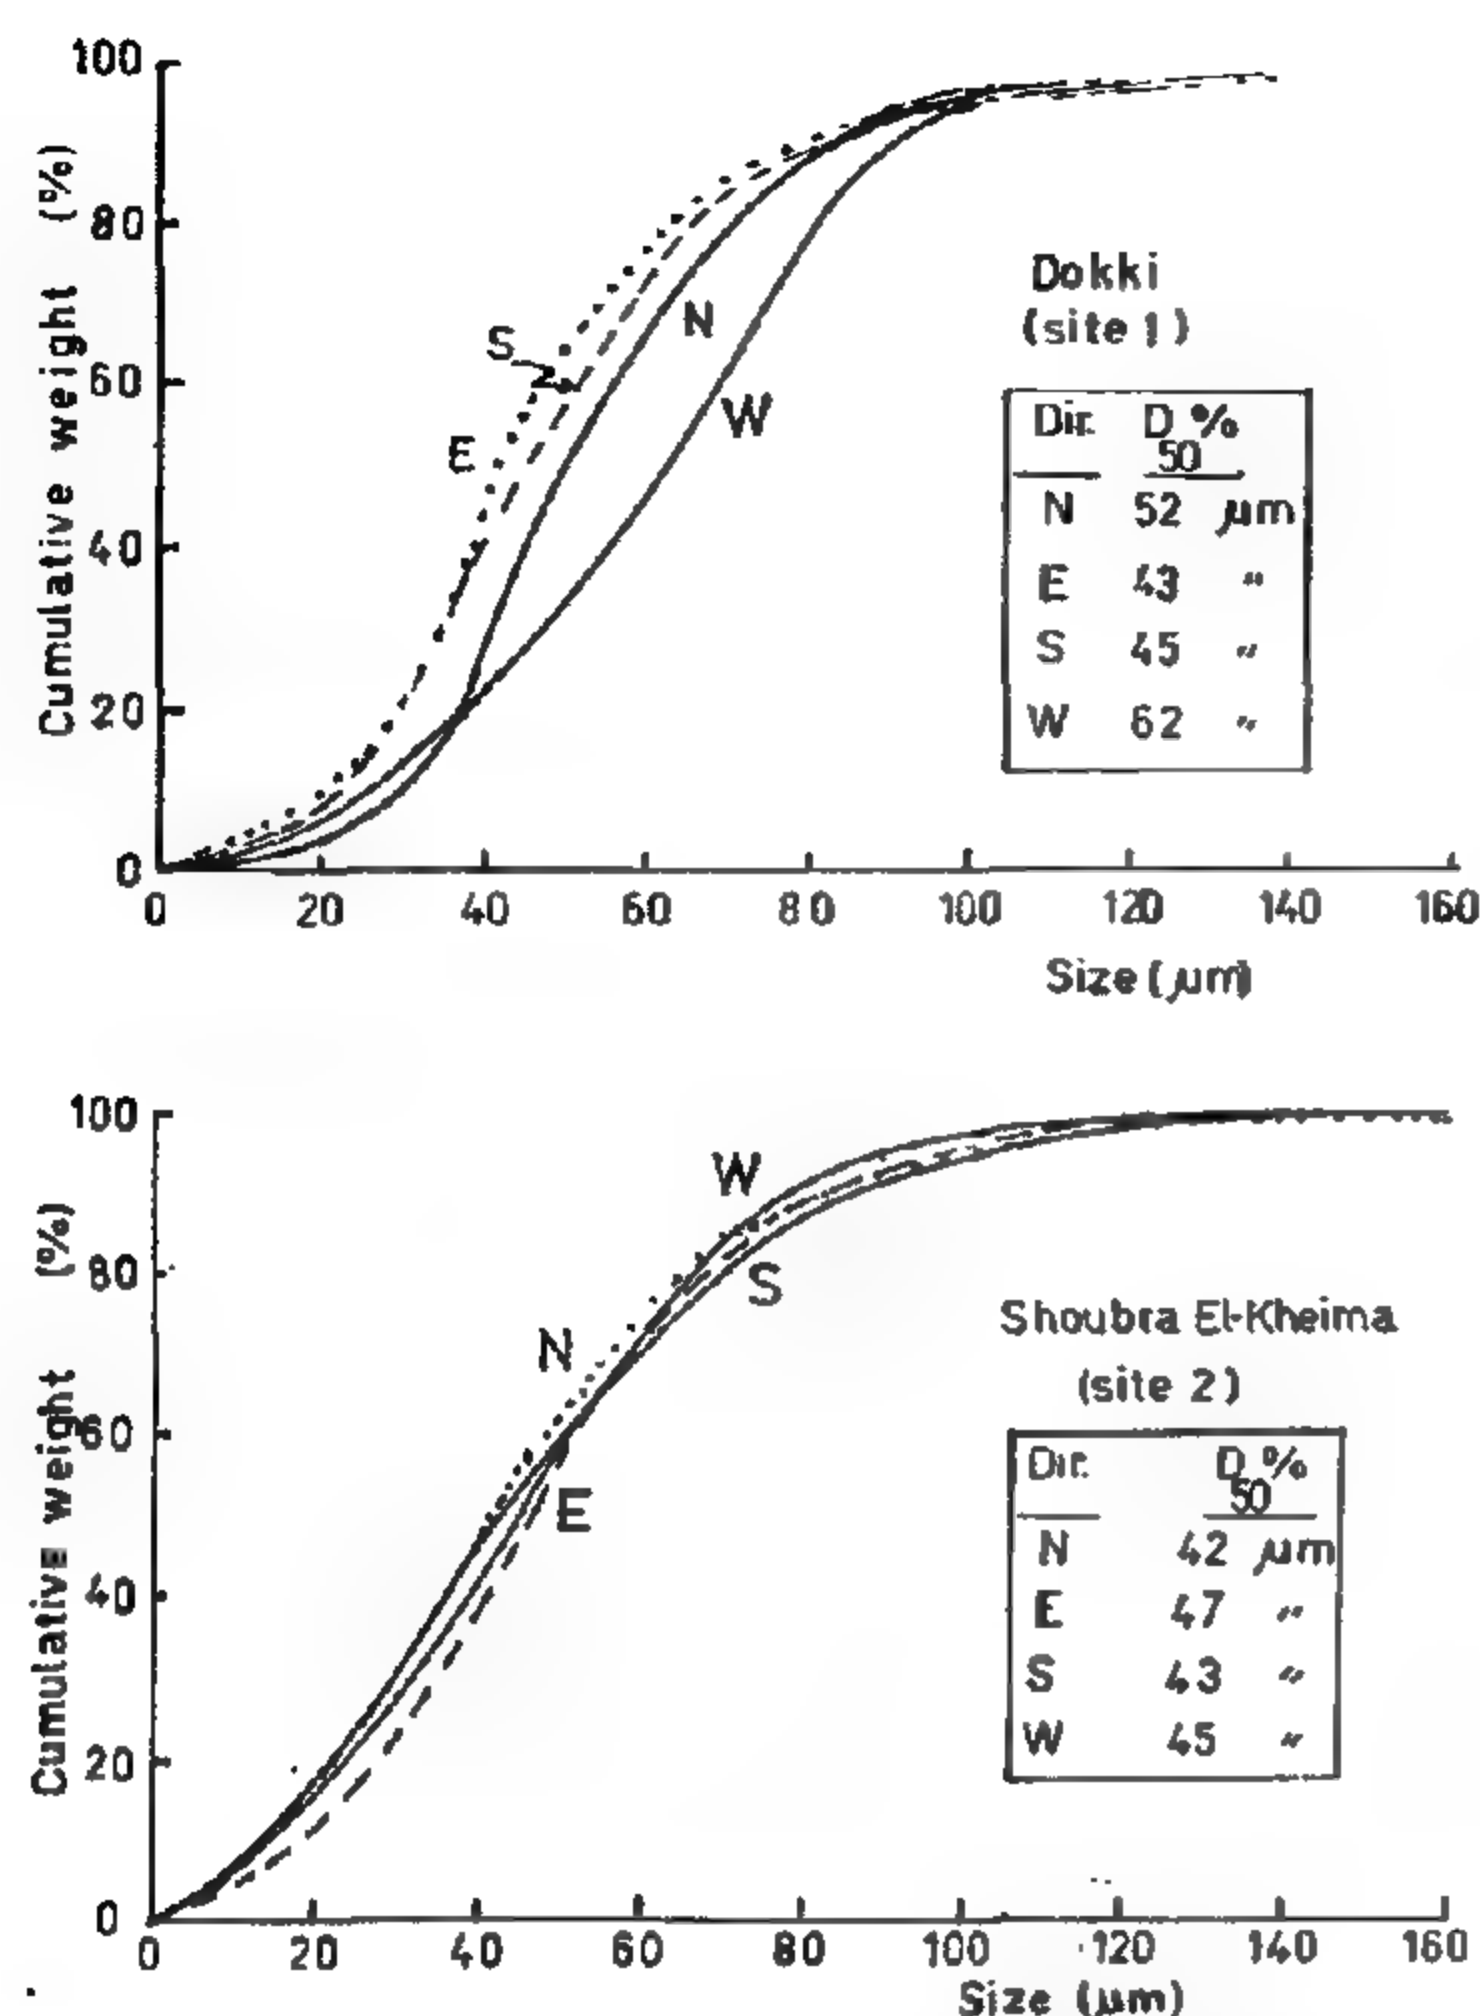 100
80
60
40
20
0
Cumulative weight (%)
S
E
N
W
Dokki
(site 1)
Dir. D %
50
N 52 µm
E 43 "
S 45 "
W 62 "
0 20 40 60 80 100 120 140 160
Size (µm)
100
80
60
40
20
0
Cumulative weight (%)
W
N
S
E
Shoubra El-Kheima
(site 2)
Dir. D %
50
N 42 µm
E 47 "
S 43 "
W 45 "
0 20 40 60 80 100 120 140 160
Size (µm)